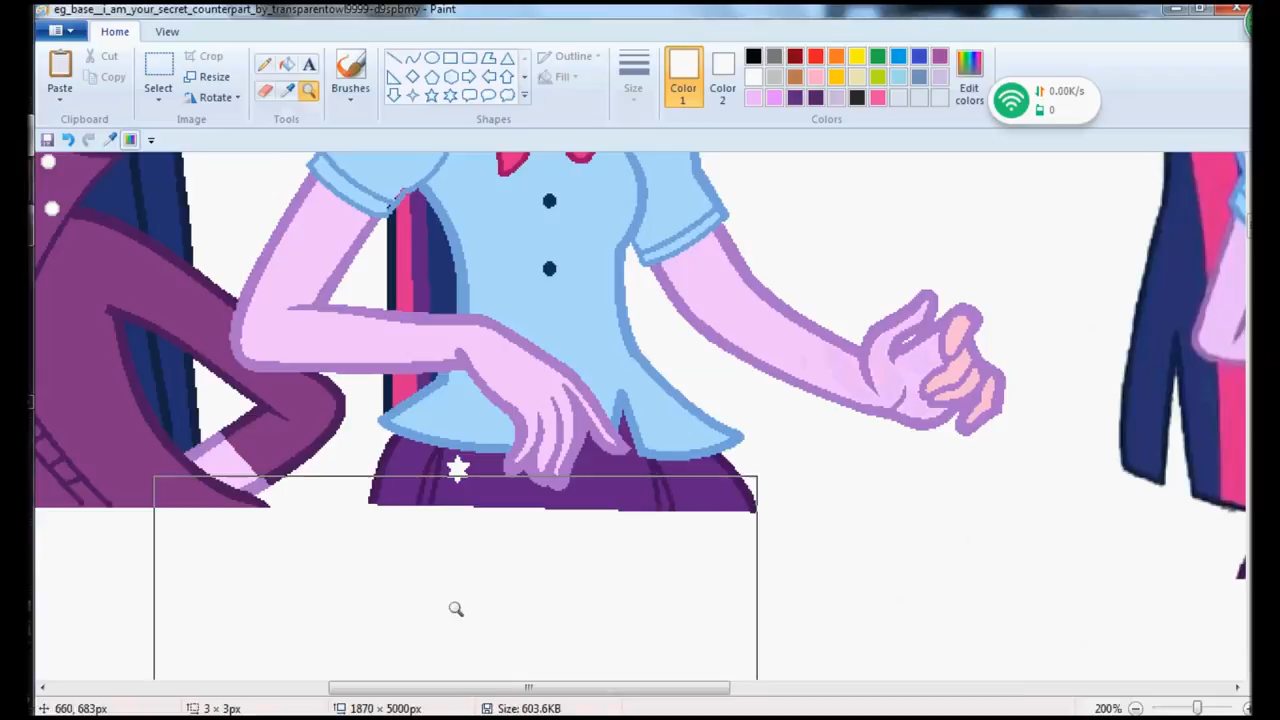 eg_base__i_am_your_secret_counterpart_by_transparentowl9999-d9spbmy - Paint
Home View
Paste Cut Copy Clipboard
Select Crop Resize Rotate Image
A Tools
Brushes
Outline Fill Shapes
Size
Color 1 Color 2 Edit colors Colors
0.00K/s
0
660, 683px 3 × 3px 1870 × 5000px Size: 603.6KB 200%